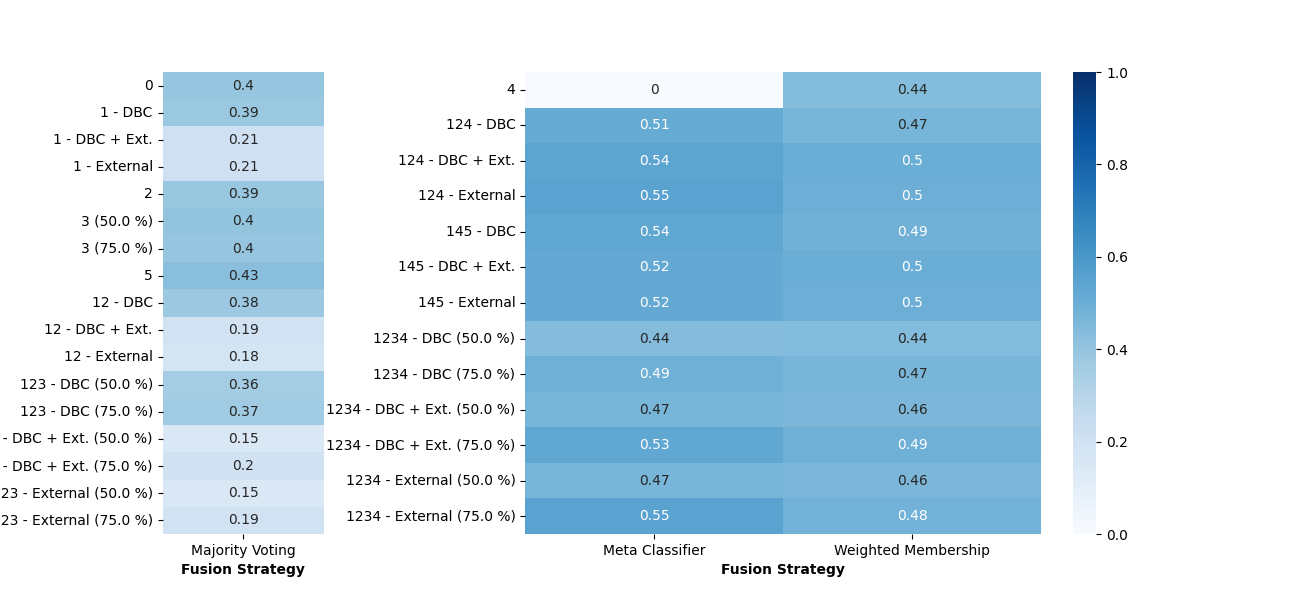 0 0.4
1 - DBC 0.39
1 - DBC + Ext. 0.21
1 - External 0.21
2 0.39
3 (50.0 %) 0.4
3 (75.0 %) 0.4
5 0.43
12 - DBC 0.38
12 - DBC + Ext. 0.19
12 - External 0.18
123 - DBC (50.0 %) 0.36
123 - DBC (75.0 %) 0.37
- DBC + Ext. (50.0 %) 0.15
- DBC + Ext. (75.0 %) 0.2
23 - External (50.0 %) 0.15
23 - External (75.0 %) 0.19
Majority Voting
Fusion Strategy
4 0 0.44
124 - DBC 0.51 0.47
124 - DBC + Ext. 0.54 0.5
124 - External 0.55 0.5
145 - DBC 0.54 0.49
145 - DBC + Ext. 0.52 0.5
145 - External 0.52 0.5
1234 - DBC (50.0 %) 0.44 0.44
1234 - DBC (75.0 %) 0.49 0.47
1234 - DBC + Ext. (50.0 %) 0.47 0.46
1234 - DBC + Ext. (75.0 %) 0.53 0.49
1234 - External (50.0 %) 0.47 0.46
1234 - External (75.0 %) 0.55 0.48
Meta Classifier Weighted Membership
Fusion Strategy
1.0
0.8
0.6
0.4
0.2
0.0